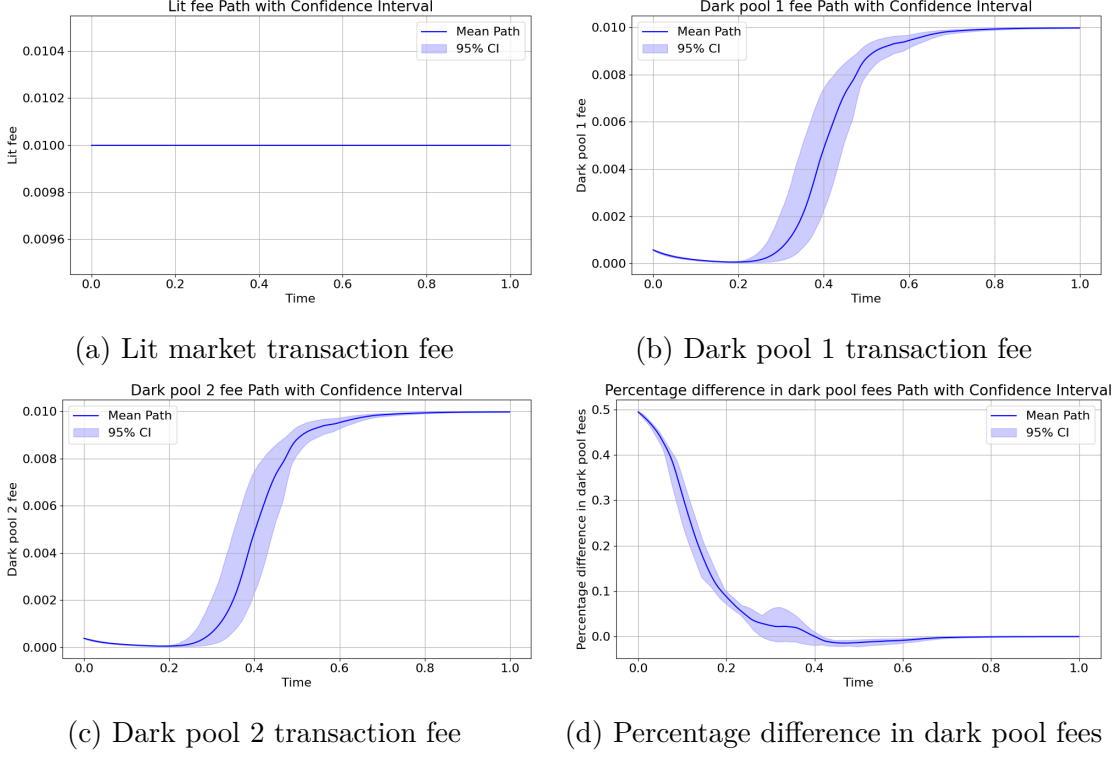 Lit fee Path with Confidence Interval
Mean Path
95% CI
0.0104
0.0102
0.0100
0.0098
0.0096
Lit fee
0.0 0.2 0.4 0.6 0.8 1.0
Time
(a) Lit market transaction fee
Dark pool 1 fee Path with Confidence Interval
Mean Path
95% CI
0.010
0.008
0.006
0.004
0.002
0.000
Dark pool 1 fee
0.0 0.2 0.4 0.6 0.8 1.0
Time
(b) Dark pool 1 transaction fee
Dark pool 2 fee Path with Confidence Interval
Mean Path
95% CI
0.010
0.008
0.006
0.004
0.002
0.000
Dark pool 2 fee
0.0 0.2 0.4 0.6 0.8 1.0
Time
(c) Dark pool 2 transaction fee
Percentage difference in dark pool fees Path with Confidence Interval
Mean Path
95% CI
0.5
0.4
0.3
0.2
0.1
0.0
Percentage difference in dark pool fees
0.0 0.2 0.4 0.6 0.8 1.0
Time
(d) Percentage difference in dark pool fees